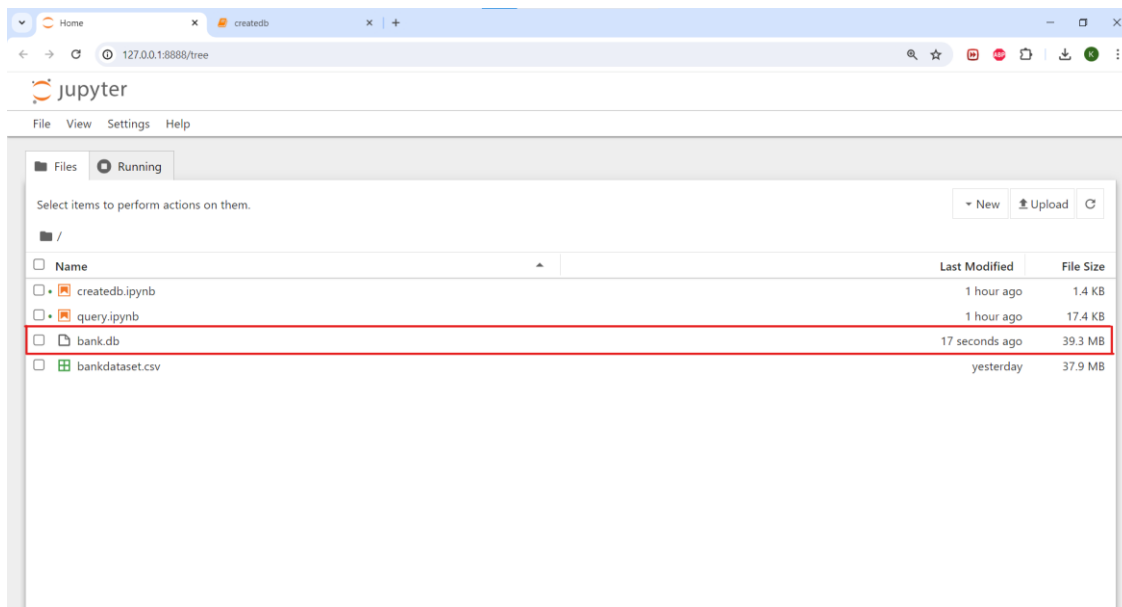 Home createdb
127.0.0.1:8888/tree ABP K
jupyter
File View Settings Help
Files Running
Select items to perform actions on them. New Upload
/
Name Last Modified File Size
createdb.ipynb 1 hour ago 1.4 KB
query.ipynb 1 hour ago 17.4 KB
bank.db 17 seconds ago 39.3 MB
bankdataset.csv yesterday 37.9 MB